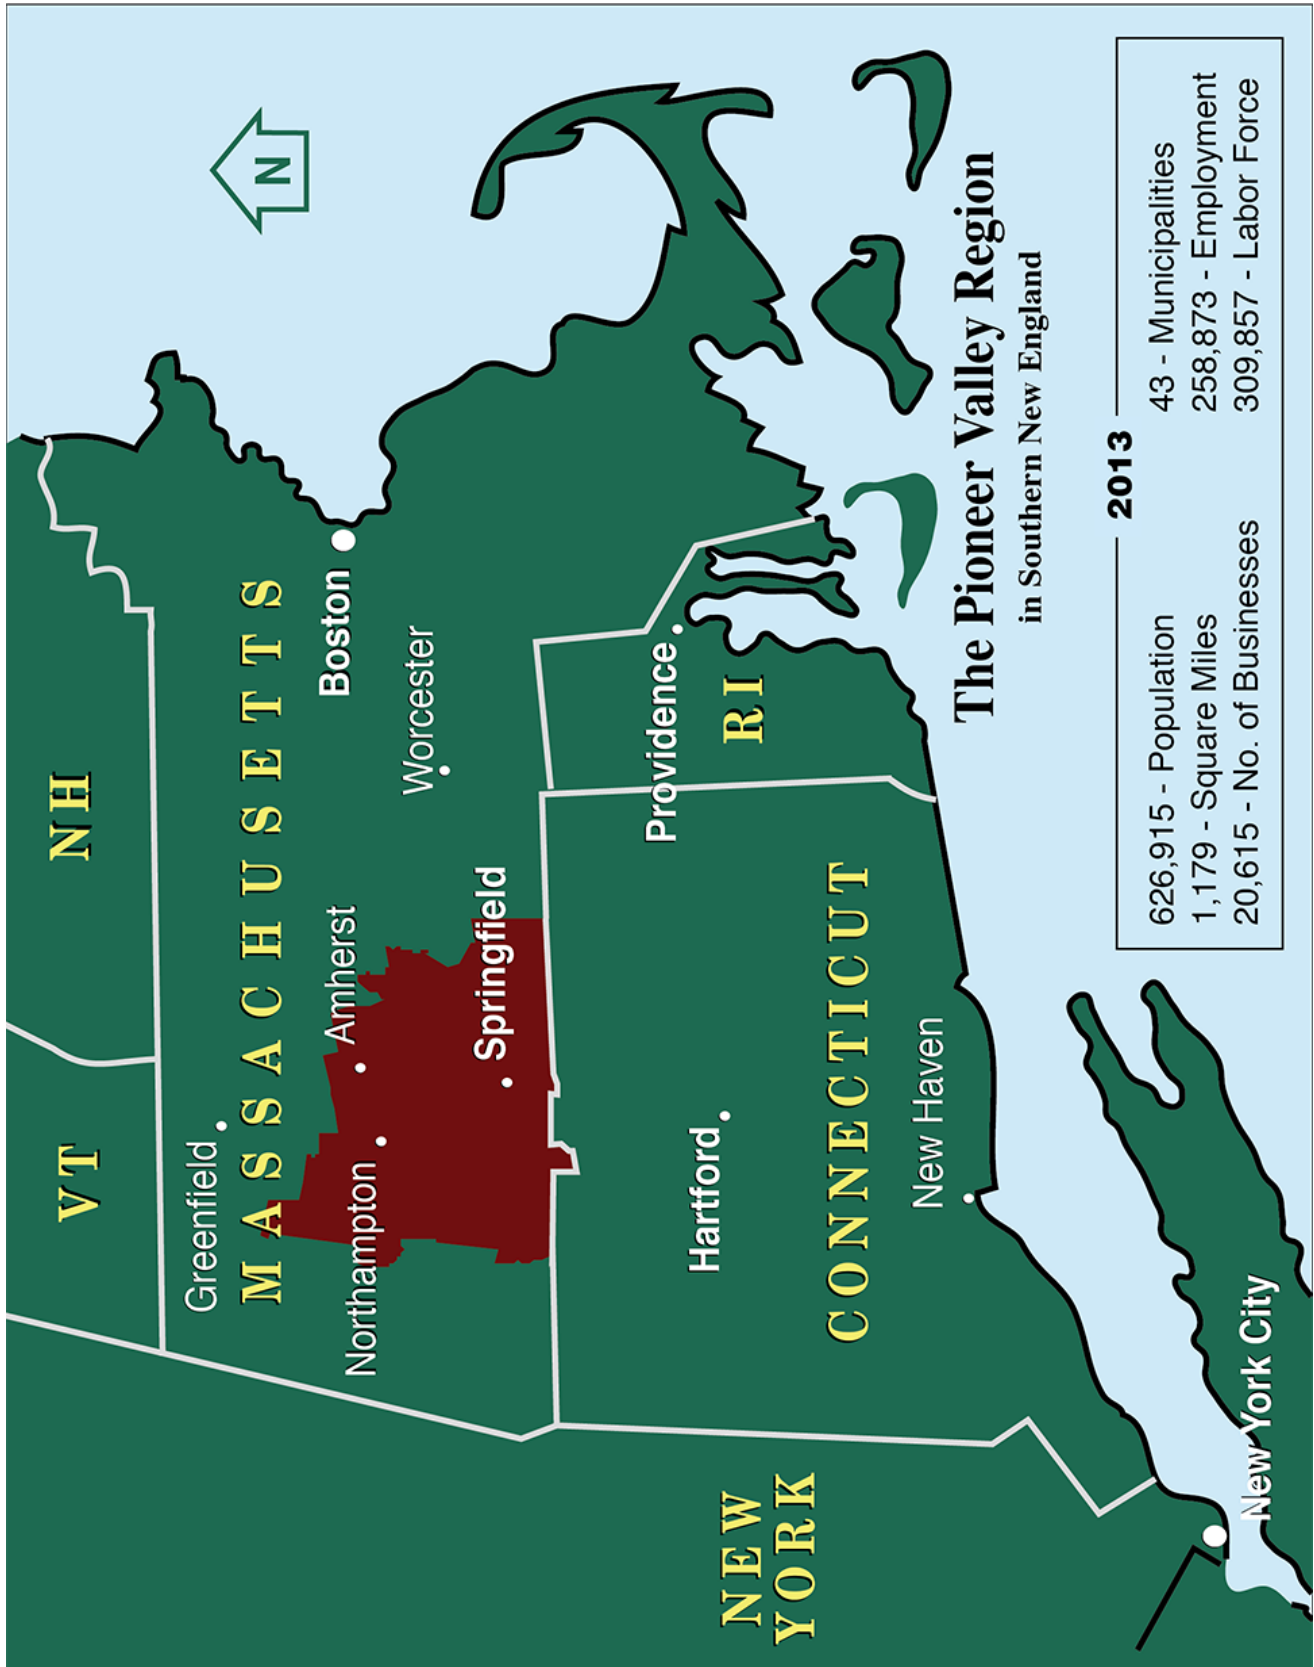 N
VT
NH
Greenfield
MASSACHUSETTS
Amherst
Boston
Northampton
Worcester
Springfield
Hartford
Providence
RI
NEW
YORK
CONNECTICUT
New Haven
New York City
The Pioneer Valley Region
in Southern New England
2013
626,915 - Population
1,179 - Square Miles
20,615 - No. of Businesses
43 - Municipalities
258,873 - Employment
309,857 - Labor Force